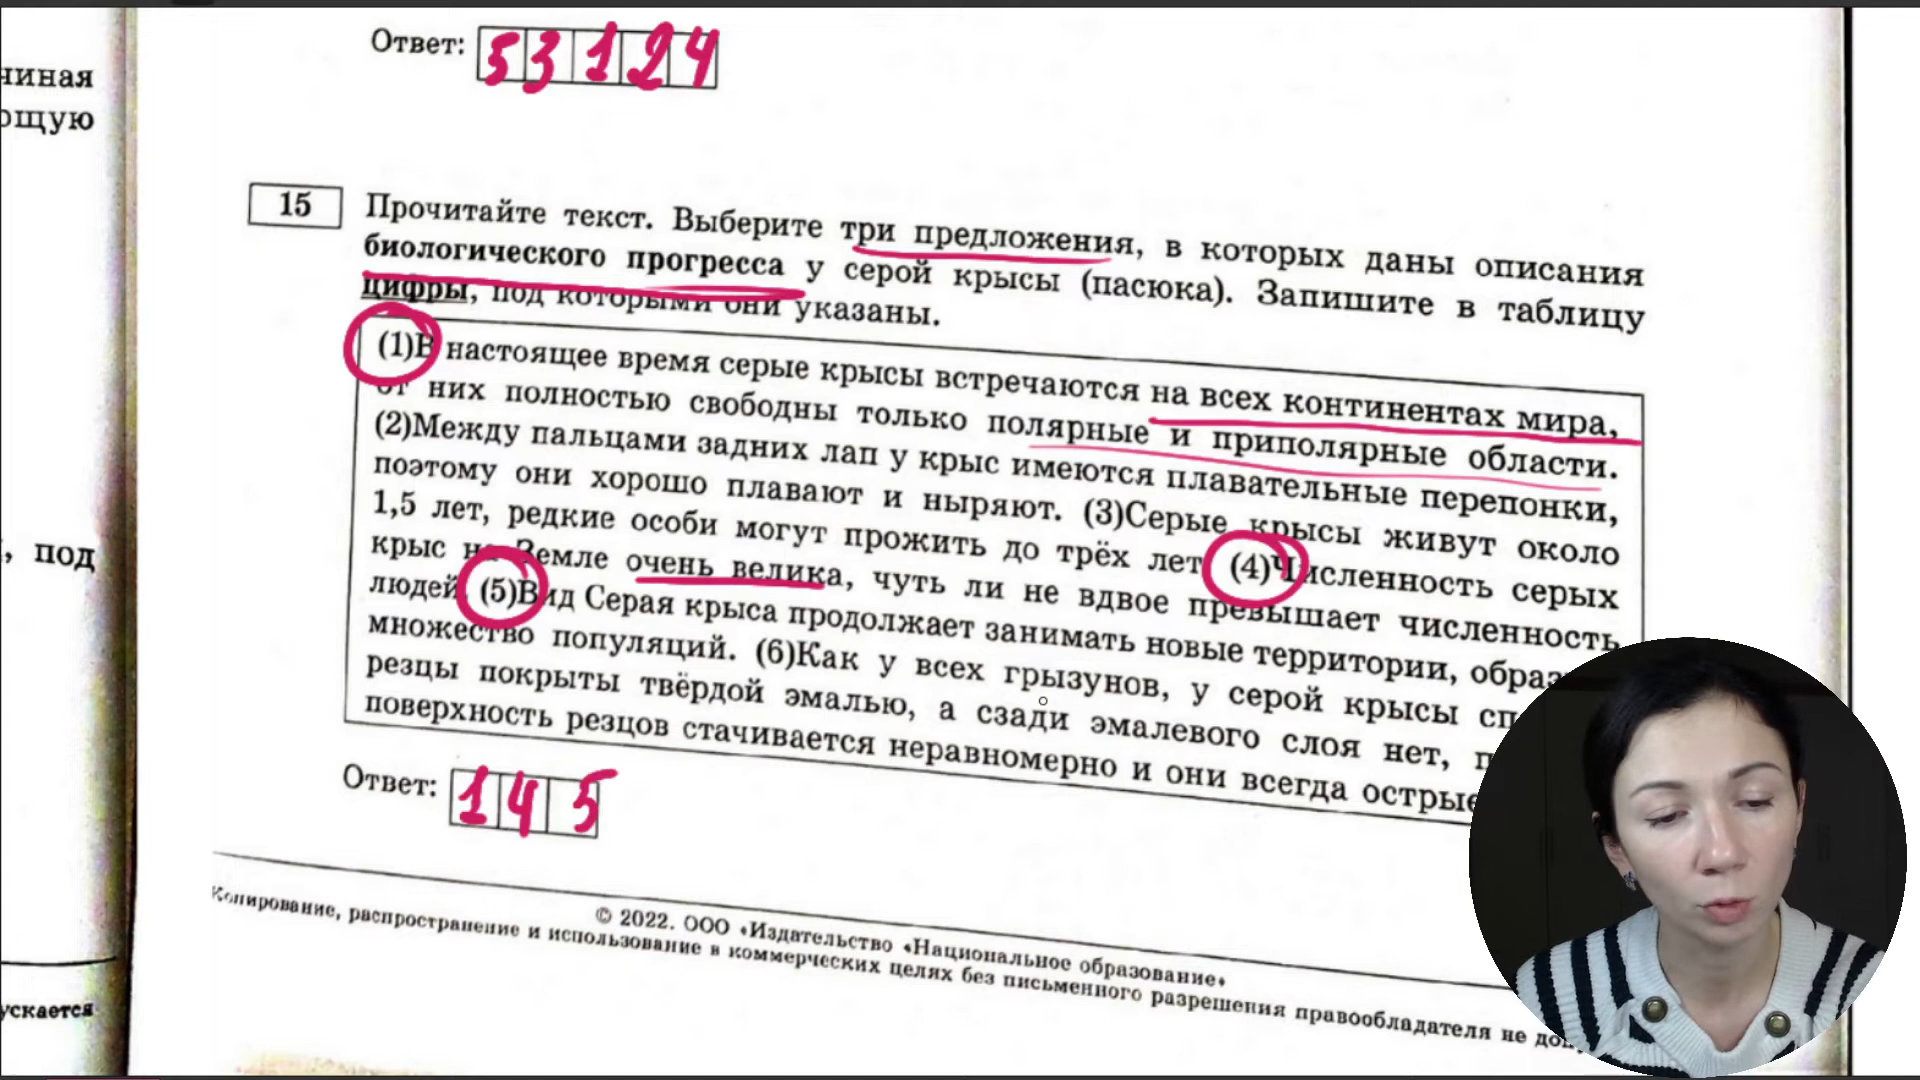 Ответ: 53124
чиная
ющую
15 Прочитайте текст. Выберите три предложения, в которых даны описания
биологического прогресса у серой крысы (пасюка). Запишите в таблицу
цифры, под которыми они указаны.
(1)В настоящее время серые крысы встречаются на всех континентах мира,
от них полностью свободны только полярные и приполярные области.
(2)Между пальцами задних лап у крыс имеются плавательные перепонки,
поэтому они хорошо плавают и ныряют. (3)Серые крысы живут около
1,5 лет, редкие особи могут прожить до трёх лет (4)Численность серых
под
крыс на Земле очень велика, чуть ли не вдвое превышает численность
людей. (5)Вид Серая крыса продолжает занимать новые территории, образ
множество популяций. (6)Как у всех грызунов, у серой крысы сп
резцы покрыты твёрдой эмалью, а сзади эмалевого слоя нет, п
поверхность резцов стачивается неравномерно и они всегда острые
Ответ: 145
© 2022. ООО «Издательство «Национальное образование»
Копирование, распространение и использование в коммерческих целях без письменного разрешения правообладателя не доп
ускается